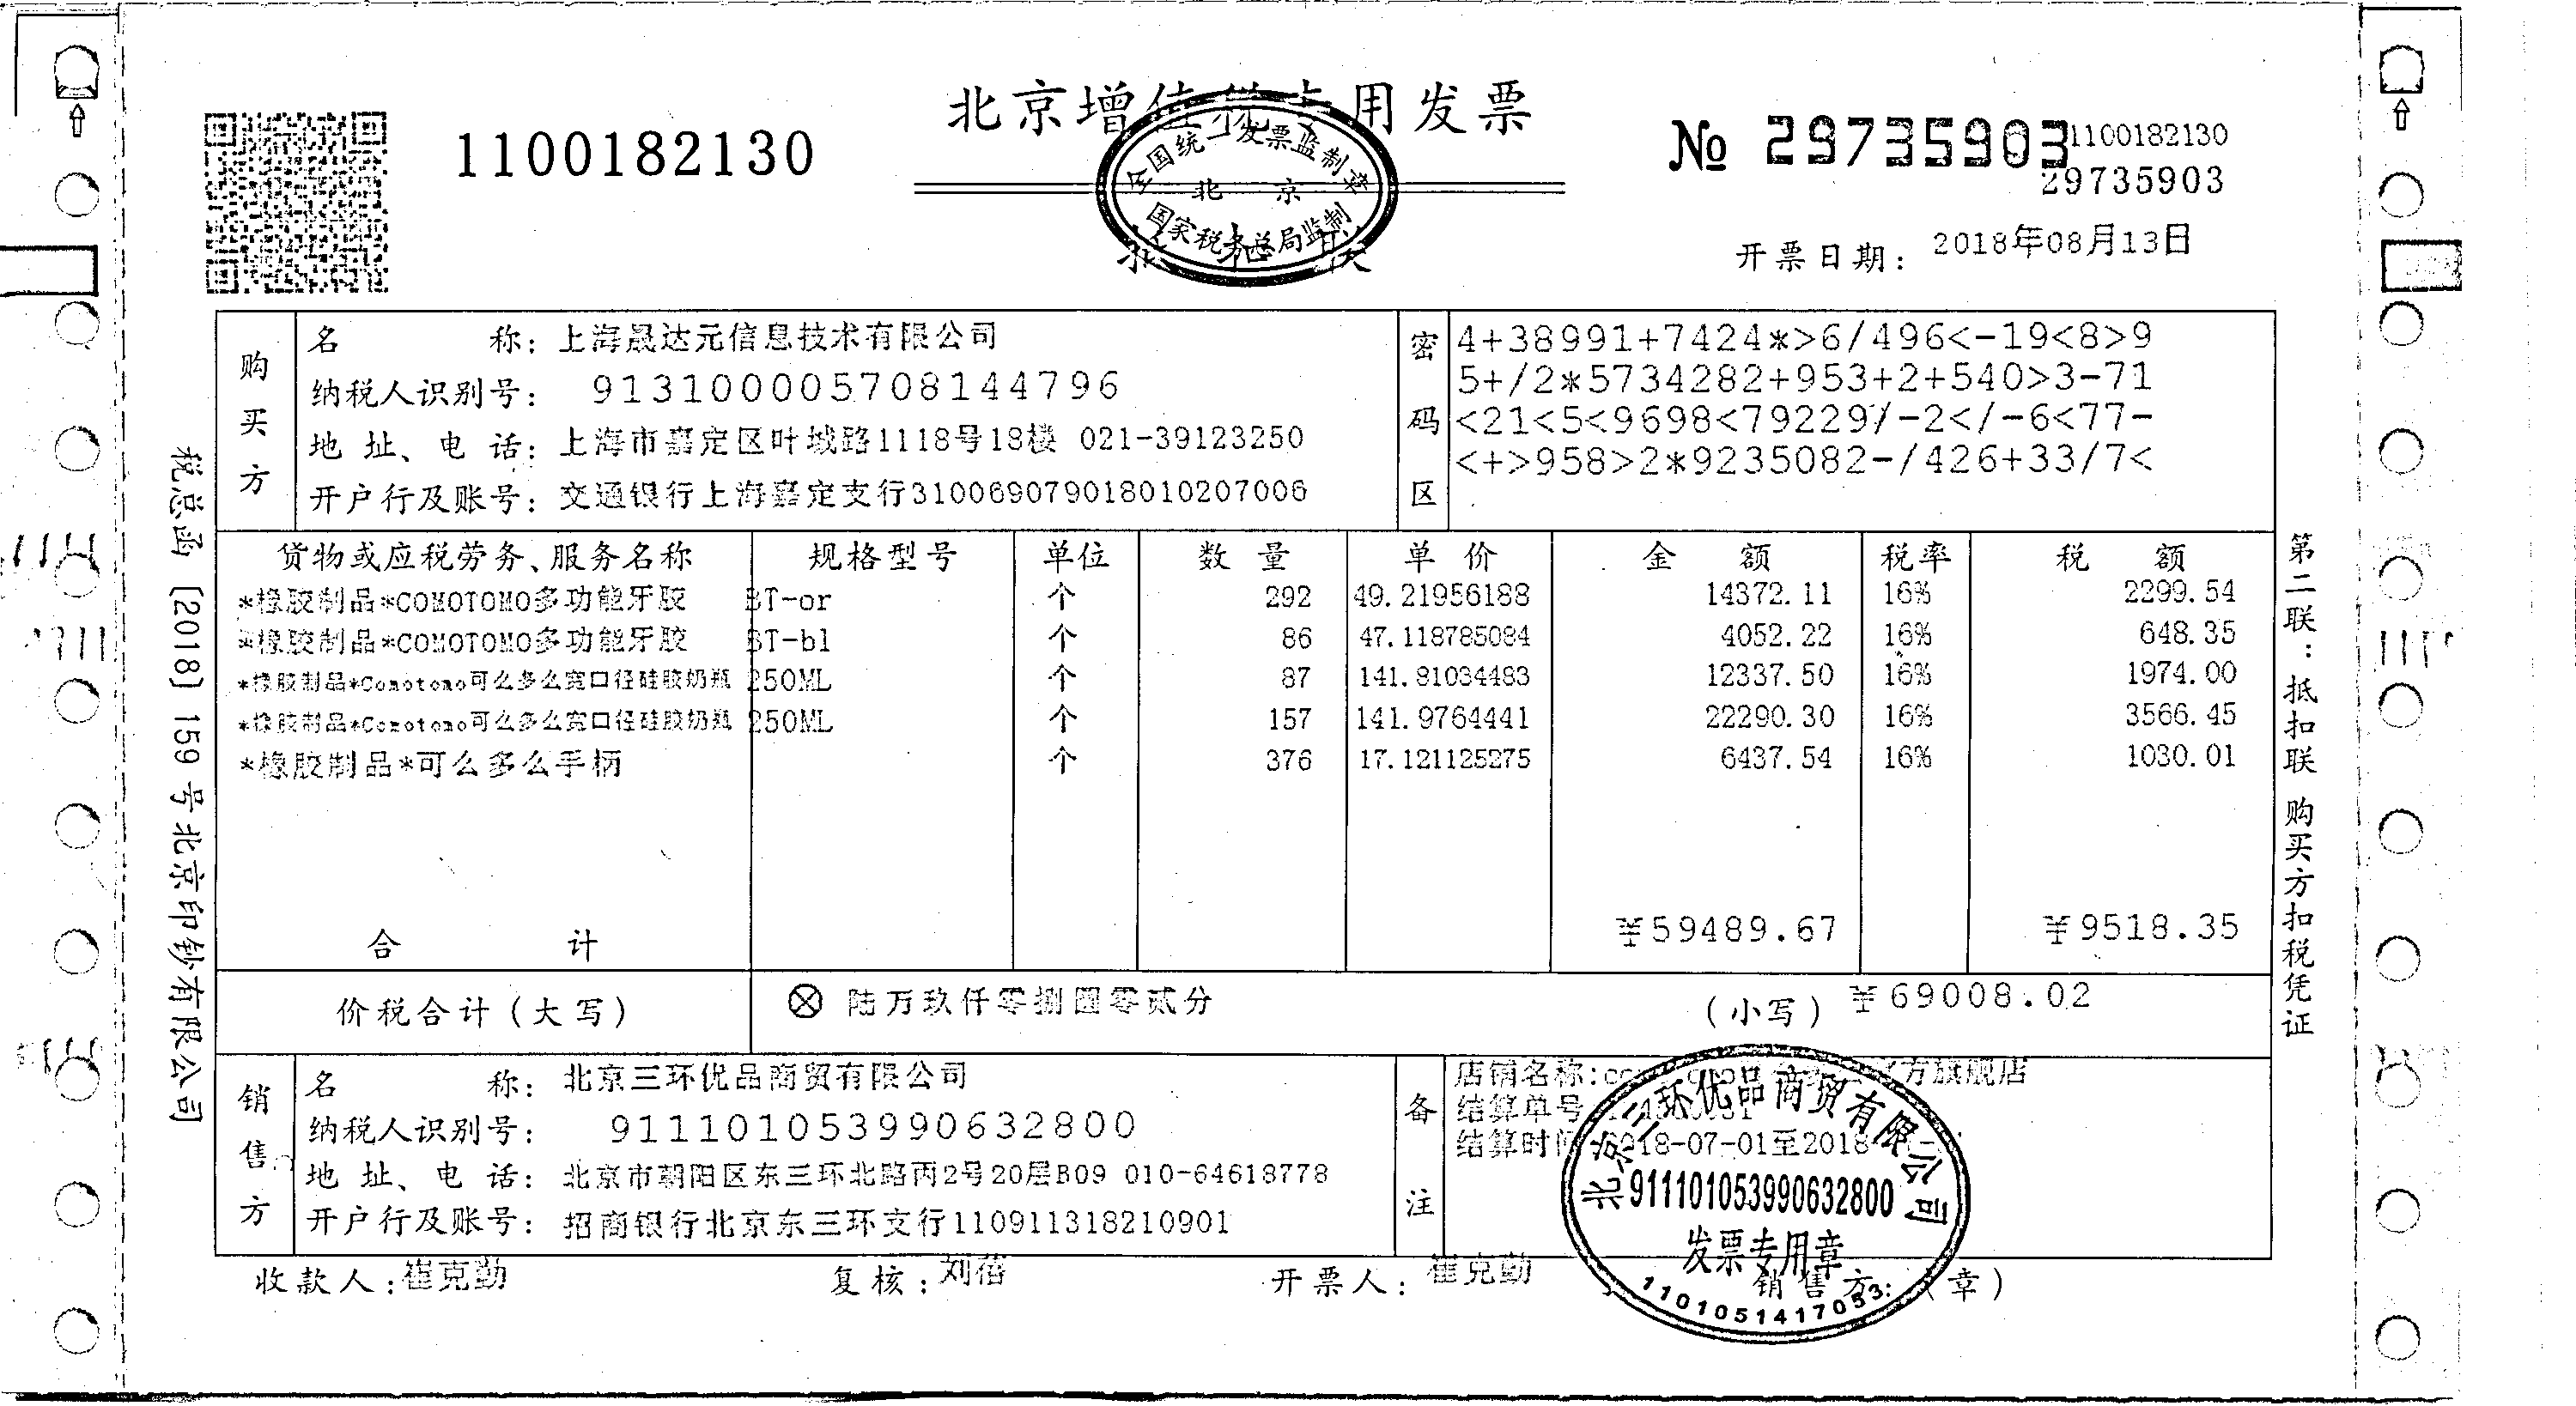 北京增值税专用发票
全国统一发票监制章
北京
国家税务总局监制
抵扣联
1100182130
№ 29735903
1100182130
29735903
开票日期: 2018年08月13日
购买方
名称: 上海晟达元信息技术有限公司
纳税人识别号: 913100005708144796
地址、电话: 上海市嘉定区叶城路1118号18楼 021-39123250
开户行及账号: 交通银行上海嘉定支行310069079018010207006
密码区
4+38991+7424*>6/496<-19<8>9
5+/2*5734282+953+2+540>3-71
<21<5<9698<79229/-2</-6<77-
<+>958>2*9235082-/426+33/7<
货物或应税劳务、服务名称 规格型号 单位 数量 单价 金额 税率 税额
*橡胶制品*COMOTOMO多功能牙胶 BT-or 个 292 49.21956188 14372.11 16% 2299.54
*橡胶制品*COMOTOMO多功能牙胶 BT-bl 个 86 47.118785084 4052.22 16% 648.35
*橡胶制品*Comotomo可么多么宽口径硅胶奶瓶 250ML 个 87 141.81034483 12337.50 16% 1974.00
*橡胶制品*Comotomo可么多么宽口径硅胶奶瓶 250ML 个 157 141.9764441 22290.30 16% 3566.45
*橡胶制品*可么多么手柄 个 376 17.121125275 6437.54 16% 1030.01
合计 ¥59489.67 ¥9518.35
价税合计(大写) ⊗ 陆万玖仟零捌圆零贰分 (小写) ¥69008.02
销售方
名称: 北京三环优品商贸有限公司
纳税人识别号: 911101053990632800
地址、电话: 北京市朝阳区东三环北路丙2号20层B09 010-64618778
开户行及账号: 招商银行北京东三环支行110911318210901
备注
店铺名称: 官方旗舰店
结算单号
结算时间:2018-07-01至2018
北京三环优品商贸有限公司
911101053990632800
发票专用章
1101051417053
收款人: 崔克勤 复核: 刘蓓 开票人: 崔克勤 销售方: (章)
税总函〔2018〕159号北京印钞有限公司
第二联:抵扣联 购买方扣税凭证